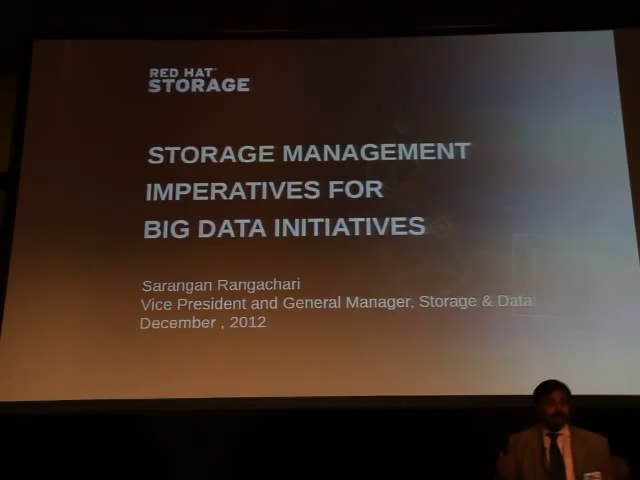 RED HAT
STORAGE
STORAGE MANAGEMENT
IMPERATIVES FOR
BIG DATA INITIATIVES
Sarangan Rangachari
Vice President and General Manager, Storage & Data
December , 2012